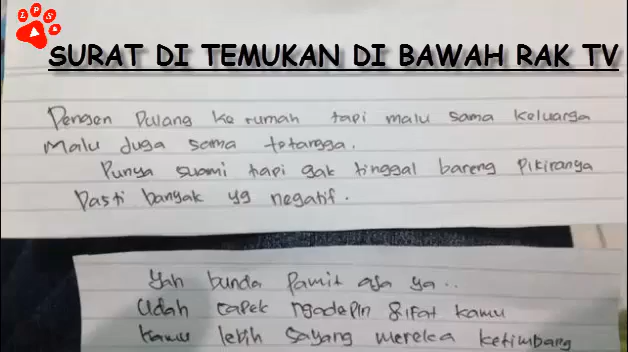 LPSL
SURAT DI TEMUKAN DI BAWAH RAK TV
Pengen Pulang ke rumah tapi malu sama keluarga
Malu Juga sama tetangga.
Punya suami tapi gak tinggal bareng Pikiranya
Pasti banyak yg negatif.
Yah bunda Pamit aja ya..
Udah capek ngadepin sifat kamu
kamu lebih sayang mereka ketimbang